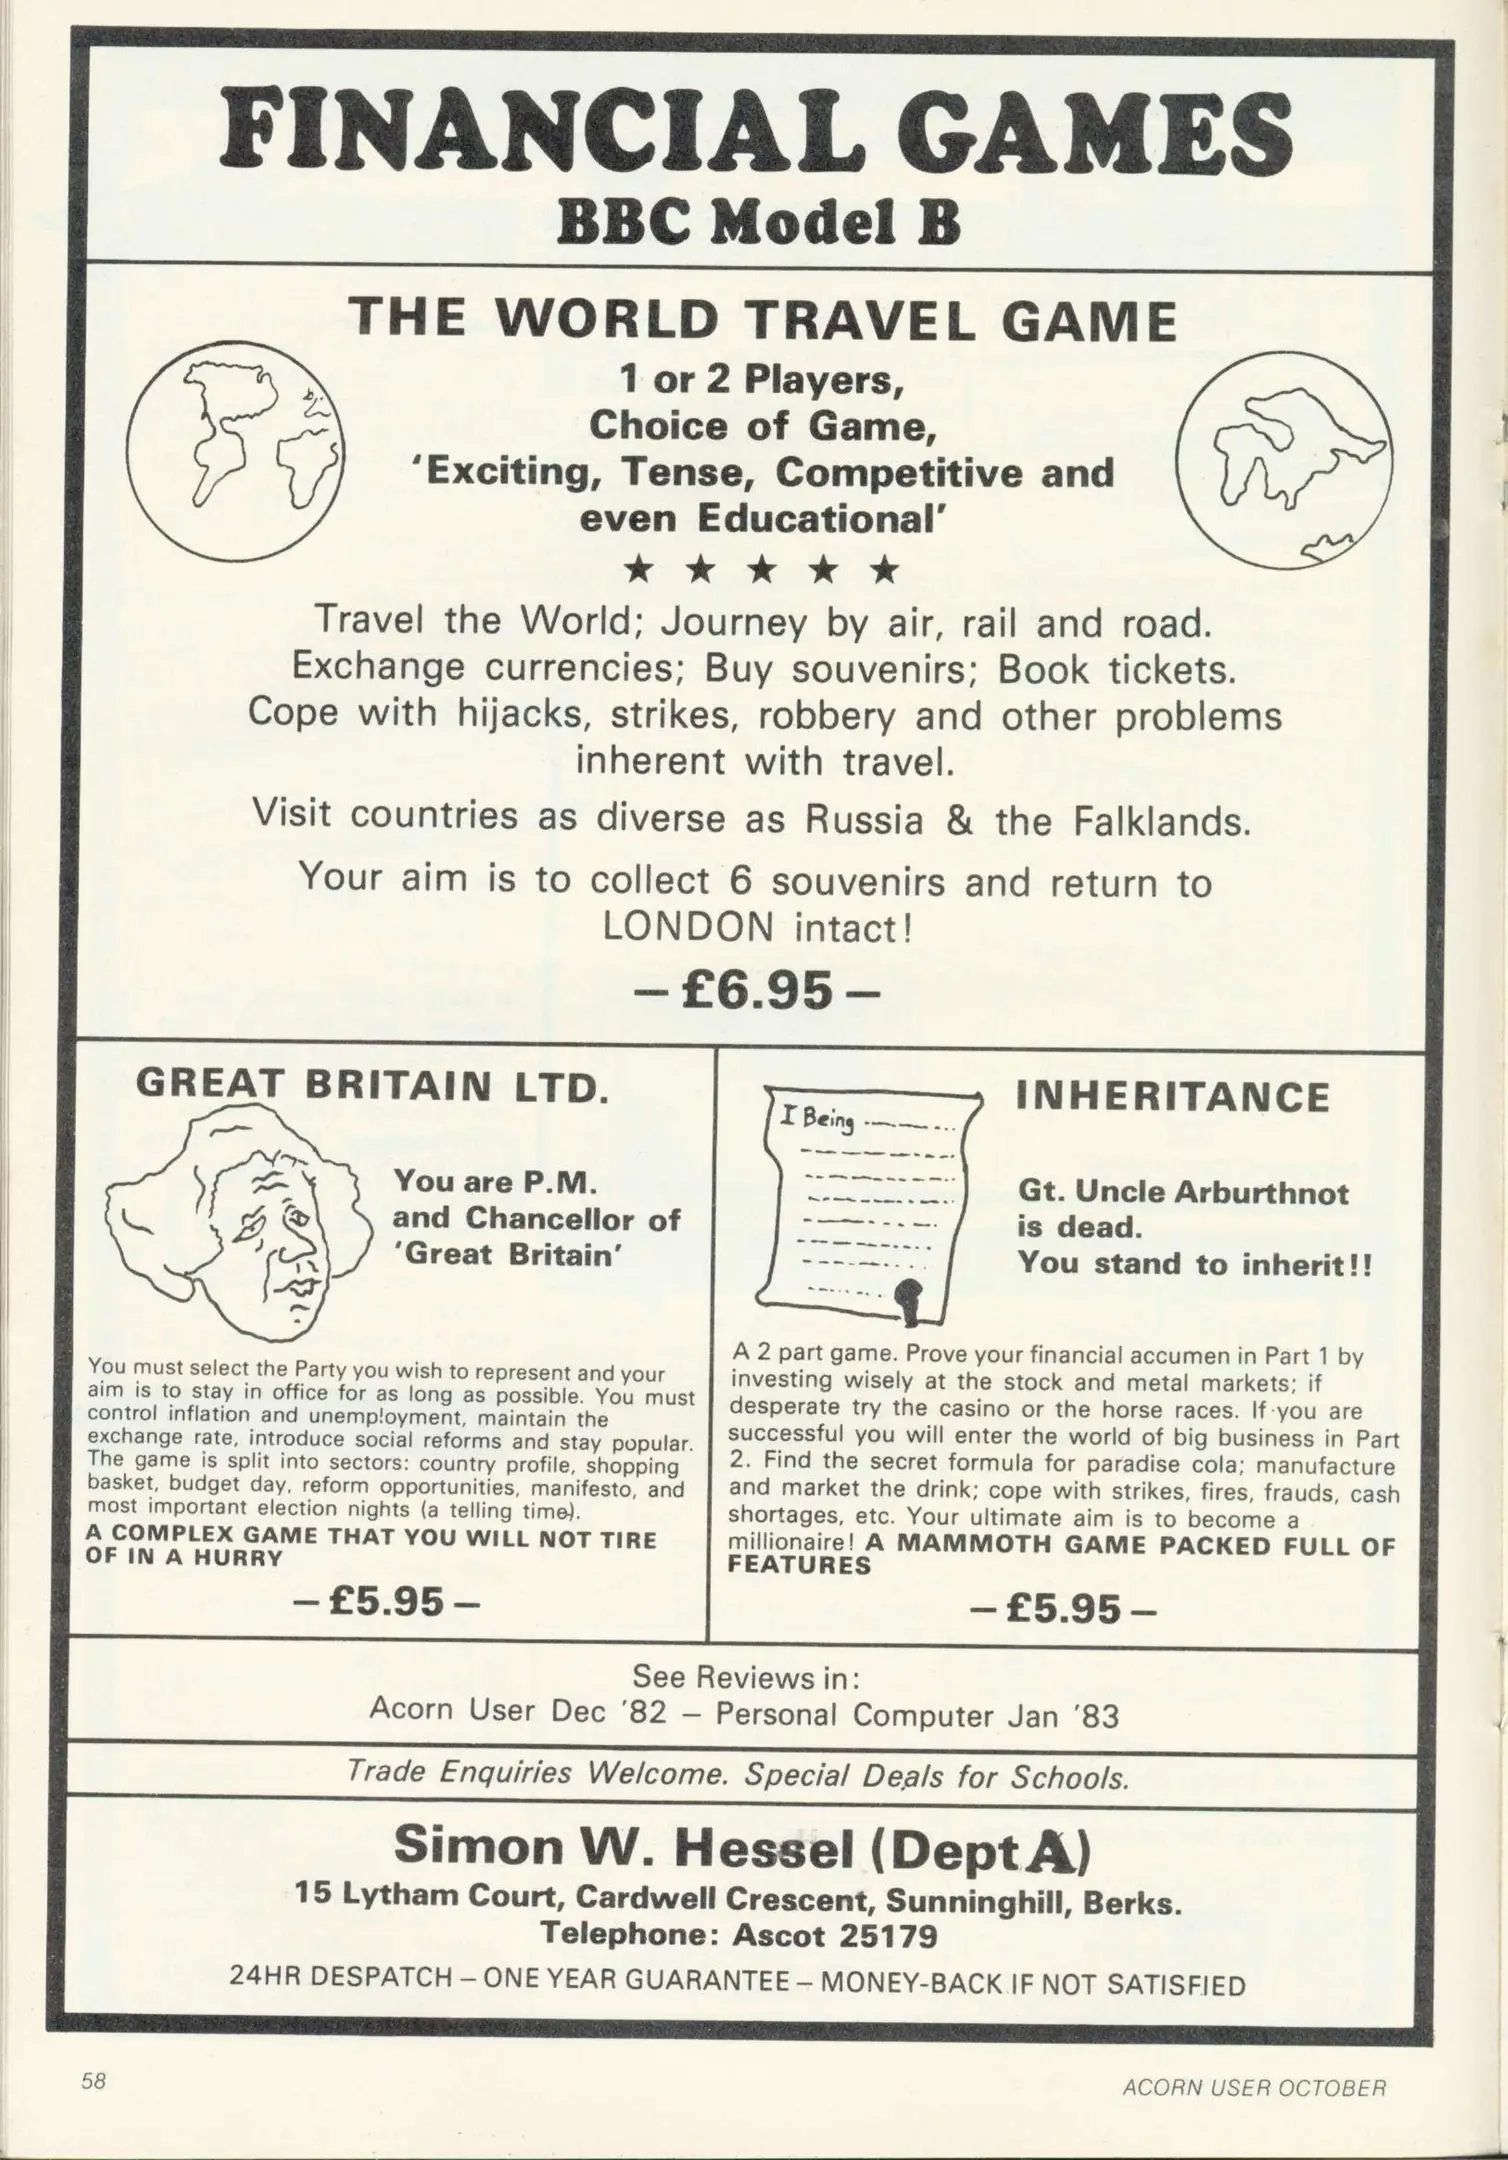 FINANCIAL GAMES
BBC Model B
THE WORLD TRAVEL GAME
1 or 2 Players,
Choice of Game,
'Exciting, Tense, Competitive and
even Educational'
★ ★ ★ ★ ★
Travel the World; Journey by air, rail and road.
Exchange currencies; Buy souvenirs; Book tickets.
Cope with hijacks, strikes, robbery and other problems
inherent with travel.
Visit countries as diverse as Russia & the Falklands.
Your aim is to collect 6 souvenirs and return to
LONDON intact!
– £6.95 –
GREAT BRITAIN LTD.
You are P.M.
and Chancellor of
'Great Britain'
You must select the Party you wish to represent and your
aim is to stay in office for as long as possible. You must
control inflation and unemployment, maintain the
exchange rate, introduce social reforms and stay popular.
The game is split into sectors: country profile, shopping
basket, budget day, reform opportunities, manifesto, and
most important election nights (a telling time).
A COMPLEX GAME THAT YOU WILL NOT TIRE
OF IN A HURRY
– £5.95 –
I Being
INHERITANCE
Gt. Uncle Arburthnot
is dead.
You stand to inherit!!
A 2 part game. Prove your financial accumen in Part 1 by
investing wisely at the stock and metal markets; if
desperate try the casino or the horse races. If you are
successful you will enter the world of big business in Part
2. Find the secret formula for paradise cola; manufacture
and market the drink; cope with strikes, fires, frauds, cash
shortages, etc. Your ultimate aim is to become a
millionaire! A MAMMOTH GAME PACKED FULL OF
FEATURES
– £5.95 –
See Reviews in:
Acorn User Dec '82 – Personal Computer Jan '83
Trade Enquiries Welcome. Special Deals for Schools.
Simon W. Hessel (Dept A)
15 Lytham Court, Cardwell Crescent, Sunninghill, Berks.
Telephone: Ascot 25179
24HR DESPATCH – ONE YEAR GUARANTEE – MONEY-BACK IF NOT SATISFIED
58
ACORN USER OCTOBER